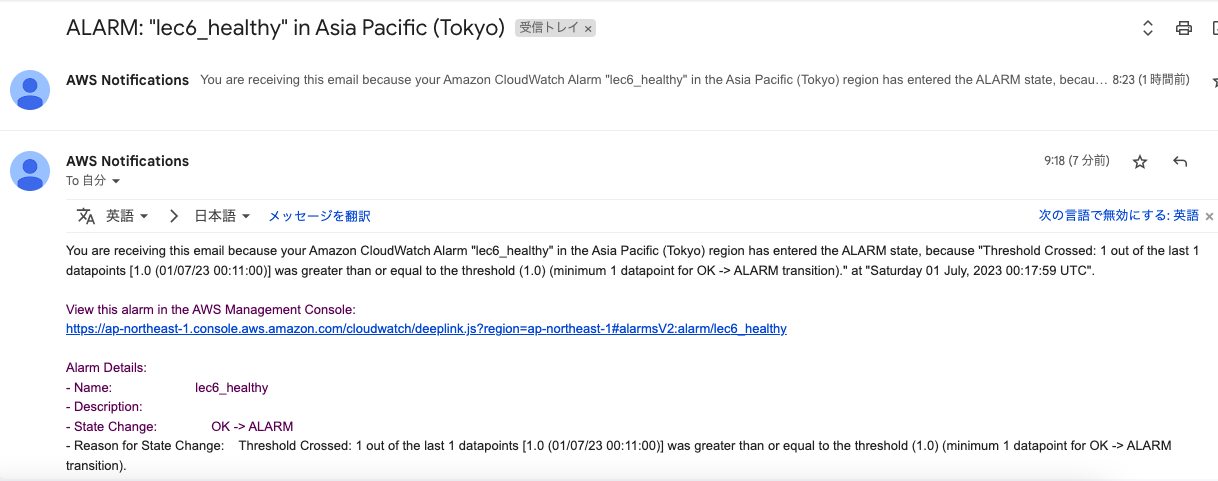 ALARM: "lec6_healthy" in Asia Pacific (Tokyo) 受信トレイ ×
AWS Notifications You are receiving this email because your Amazon CloudWatch Alarm "lec6_healthy" in the Asia Pacific (Tokyo) region has entered the ALARM state, becau… 8:23 (1 時間前)
AWS Notifications 9:18 (7 分前)
To 自分
英語 日本語 メッセージを翻訳 次の言語で無効にする: 英語 ×
You are receiving this email because your Amazon CloudWatch Alarm "lec6_healthy" in the Asia Pacific (Tokyo) region has entered the ALARM state, because "Threshold Crossed: 1 out of the last 1
datapoints [1.0 (01/07/23 00:11:00)] was greater than or equal to the threshold (1.0) (minimum 1 datapoint for OK -> ALARM transition)." at "Saturday 01 July, 2023 00:17:59 UTC".
View this alarm in the AWS Management Console:
https://ap-northeast-1.console.aws.amazon.com/cloudwatch/deeplink.js?region=ap-northeast-1#alarmsV2:alarm/lec6_healthy
Alarm Details:
- Name: lec6_healthy
- Description:
- State Change: OK -> ALARM
- Reason for State Change: Threshold Crossed: 1 out of the last 1 datapoints [1.0 (01/07/23 00:11:00)] was greater than or equal to the threshold (1.0) (minimum 1 datapoint for OK -> ALARM
transition).